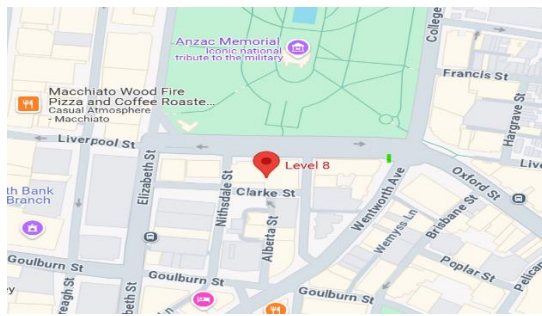 Anzac Memorial
Iconic national
tribute to the military
College
Francis St
Hargrave St
Macchiato Wood Fire
Pizza and Coffee Roaste...
Casual Atmosphere
- Macchiato
Liverpool St
Elizabeth St
Level 8
Live
Oxford St
th Bank
Branch
Nithsdale St
Clarke St
Alberta St
Wentworth Ave
Wemyss Ln
Brisbane St
Poplar St
Pelican
Goulburn St
Goulburn St
Goulburn St
ey
reagh St
beth St
Ln